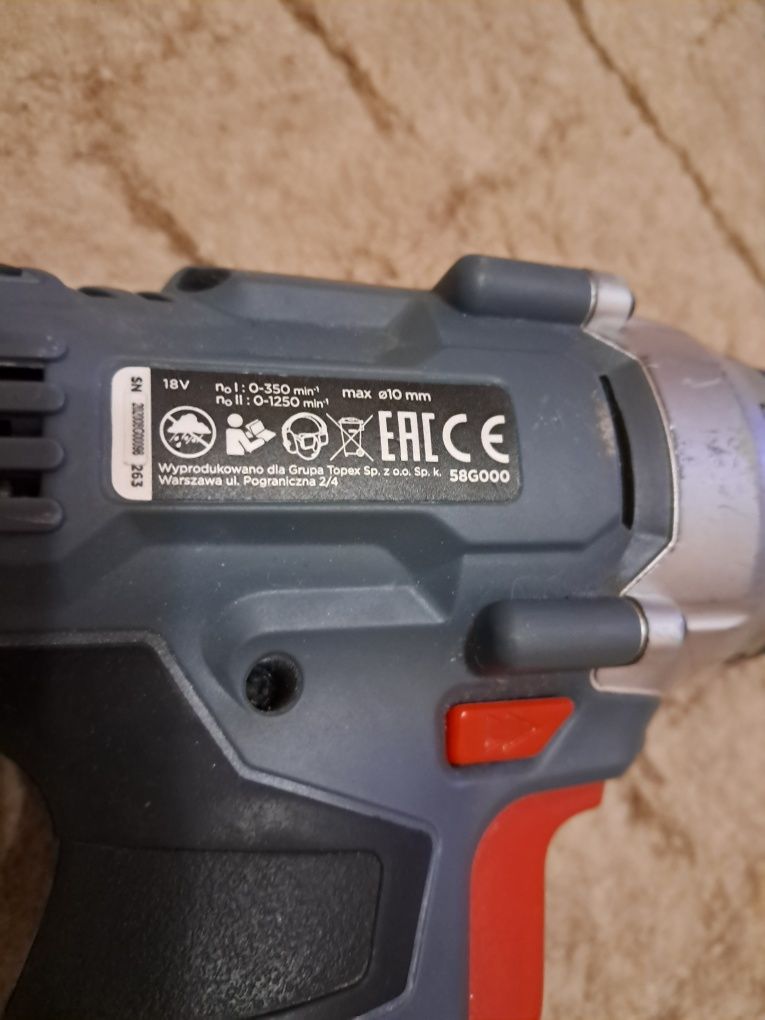 18V
n₀ I : 0-350 min⁻¹
n₀ II : 0-1250 min⁻¹
max ø10 mm
EAC CE
Wyprodukowano dla Grupa Topex Sp. z o.o. Sp. k.
Warszawa ul. Pograniczna 2/4
58G000
SN
263